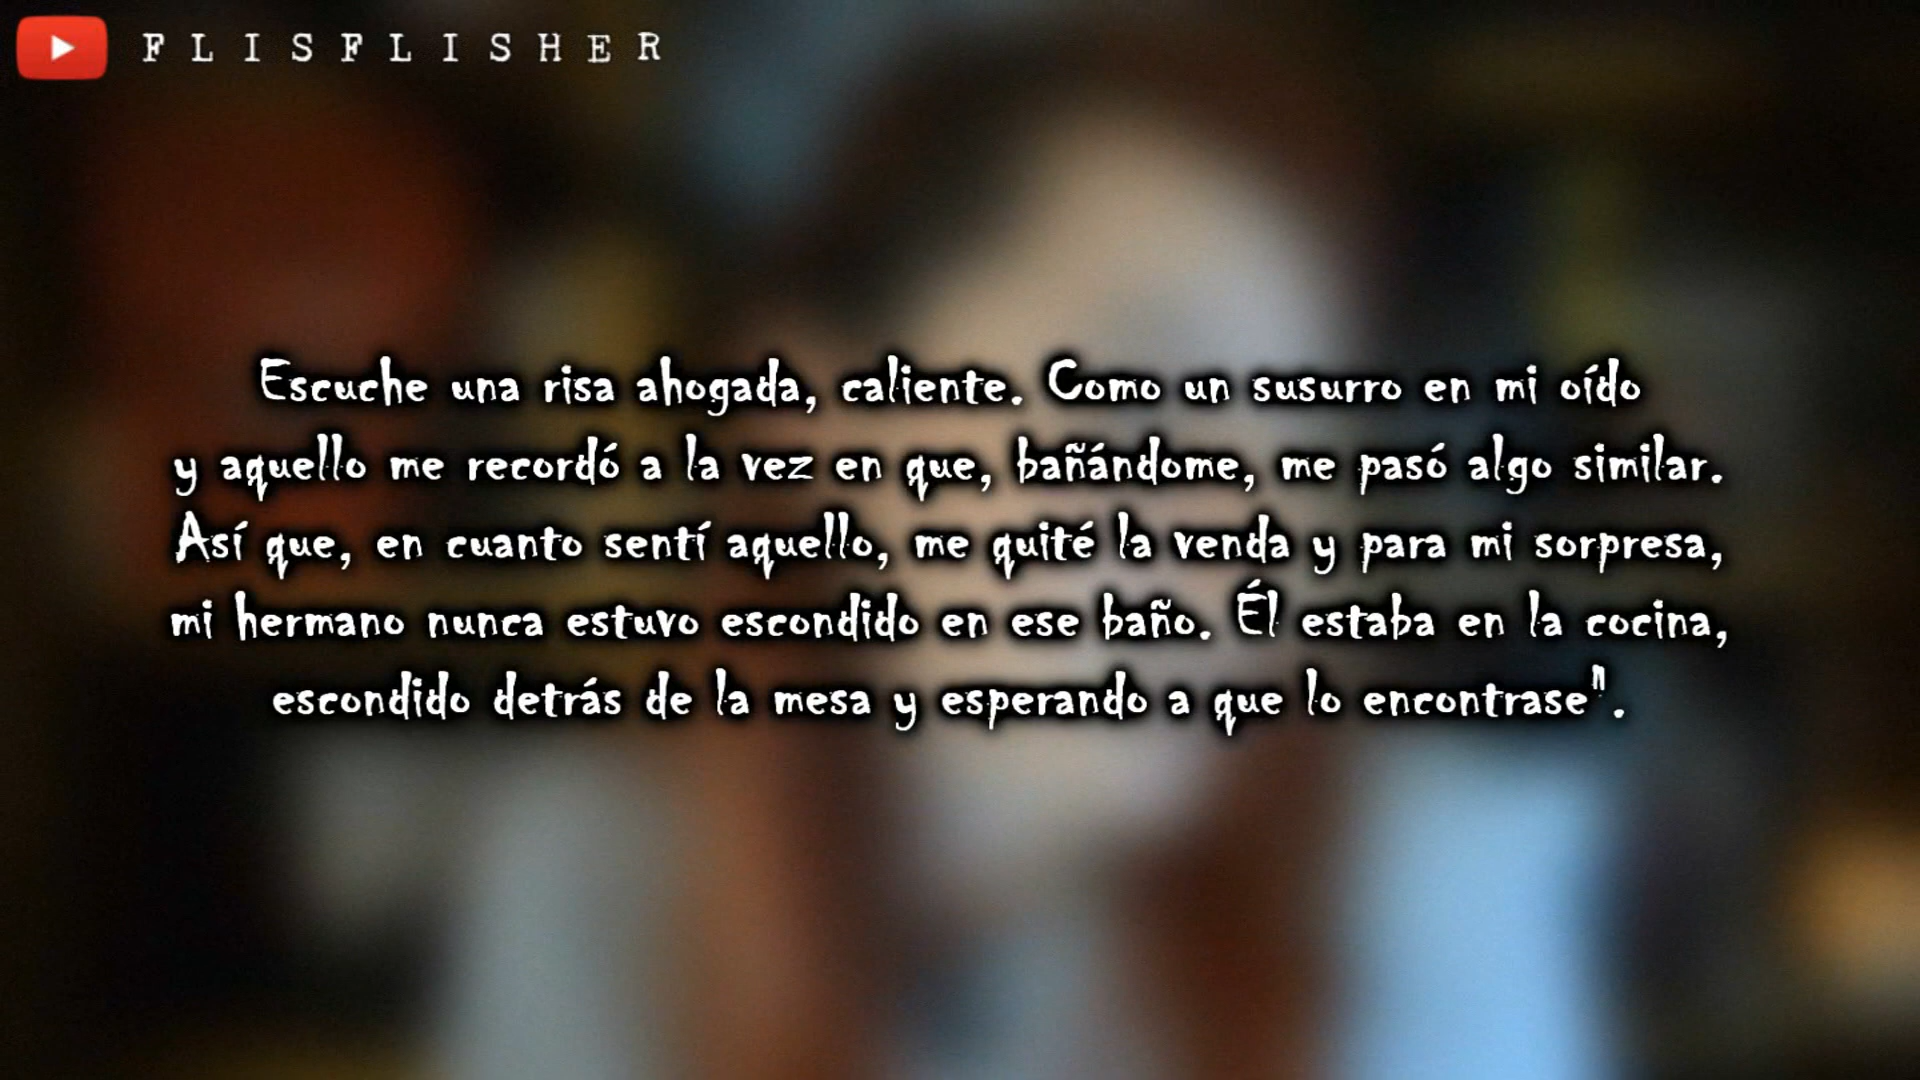 F L I S F L I S H E R
Escuche una risa ahogada, caliente. Como un susurro en mi oído
y aquello me recordó a la vez en que, bañándome, me pasó algo similar.
Así que, en cuanto sentí aquello, me quité la venda y para mi sorpresa,
mi hermano nunca estuvo escondido en ese baño. Él estaba en la cocina,
escondido detrás de la mesa y esperando a que lo encontrase".